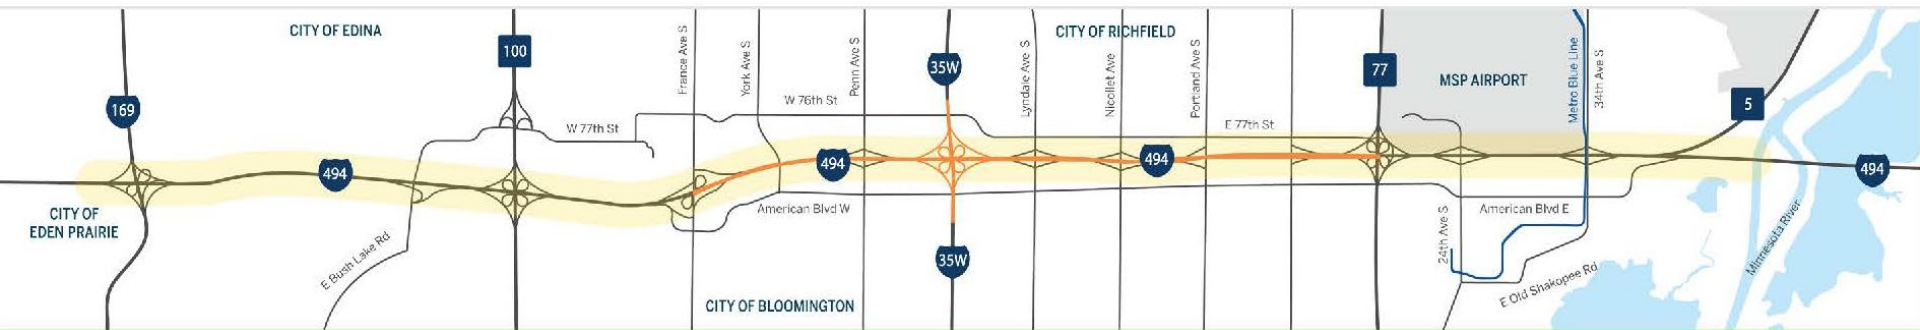 CITY OF EDINA
CITY OF RICHFIELD
100
35W
77
MSP AIRPORT
169
5
France Ave S
York Ave S
Penn Ave S
Lyndale Ave S
Nicollet Ave
Portland Ave S
Metro Blue Line
34th Ave S
W 76th St
W 77th St
E 77th St
494
494
494
494
CITY OF
EDEN PRAIRIE
American Blvd W
American Blvd E
E Bush Lake Rd
35W
24th Ave S
E Old Shakopee Rd
Minnesota River
CITY OF BLOOMINGTON